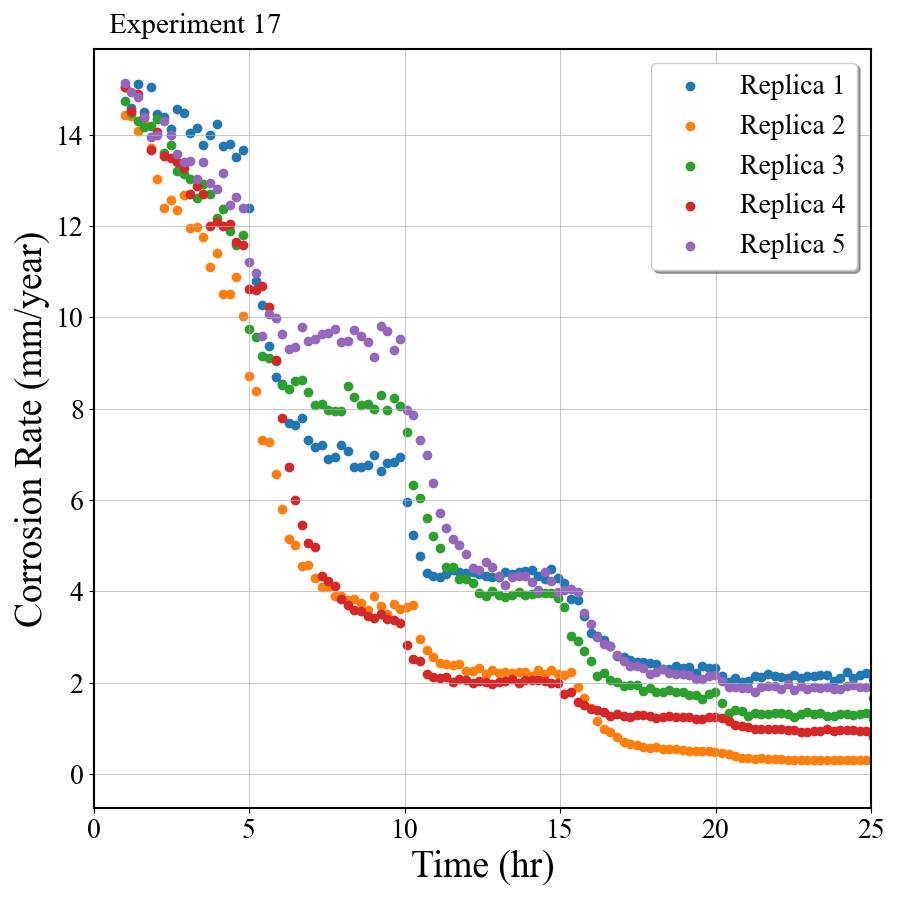 Experiment 17
Replica 1
Replica 2
Replica 3
Replica 4
Replica 5
14
12
10
8
6
4
2
0
Corrosion Rate (mm/year)
0 5 10 15 20 25
Time (hr)